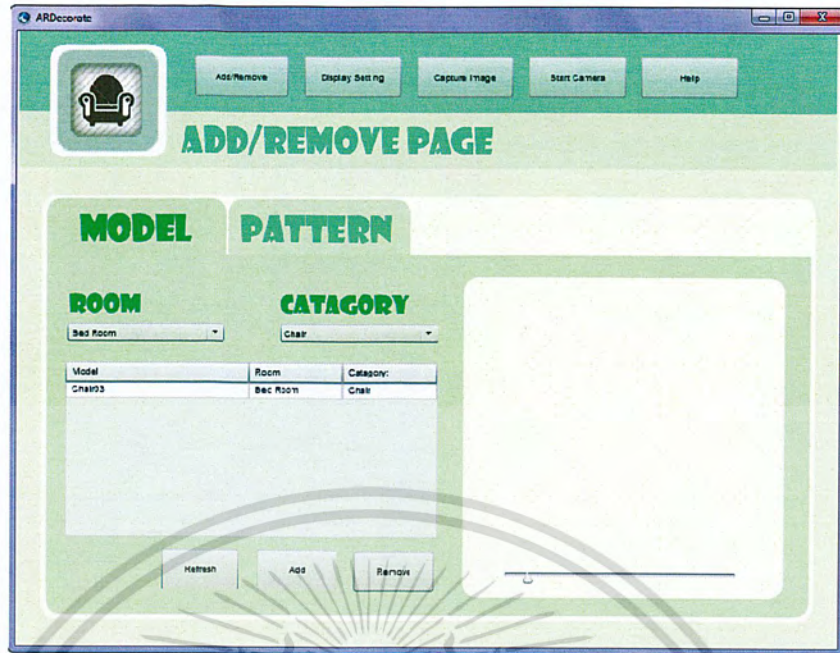 ARDecorate
Add/Remove Display Setting Capture Image Start Camera Help
ADD/REMOVE PAGE
MODEL PATTERN
ROOM CATAGORY
Bed Room Chair
Model Room Catagory:
Chair03 Bed Room Chair
Refresh Add Remove